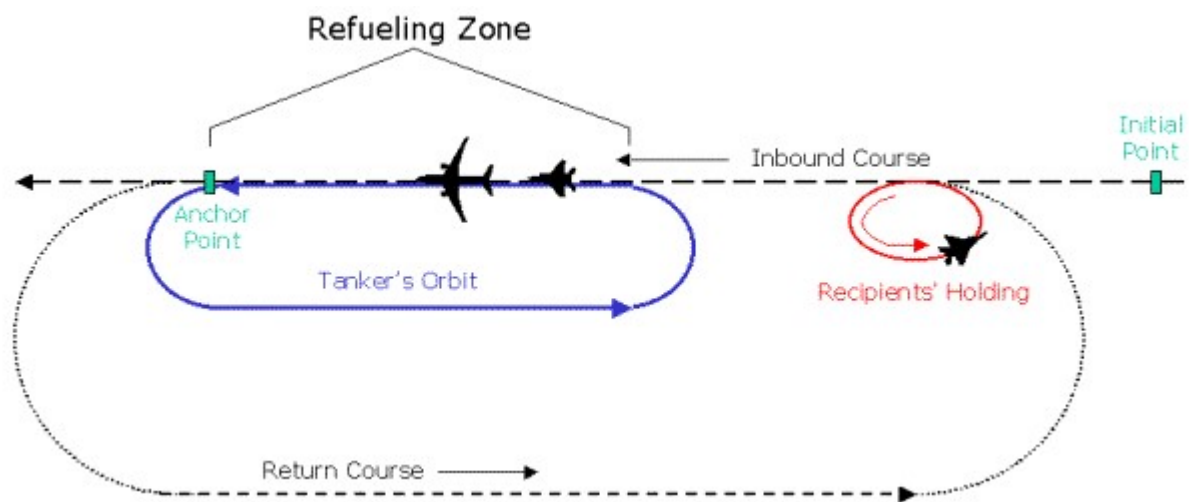 Refueling Zone
Initial
Point
Inbound Course
Anchor
Point
Tanker's Orbit
Recipients' Holding
Return Course